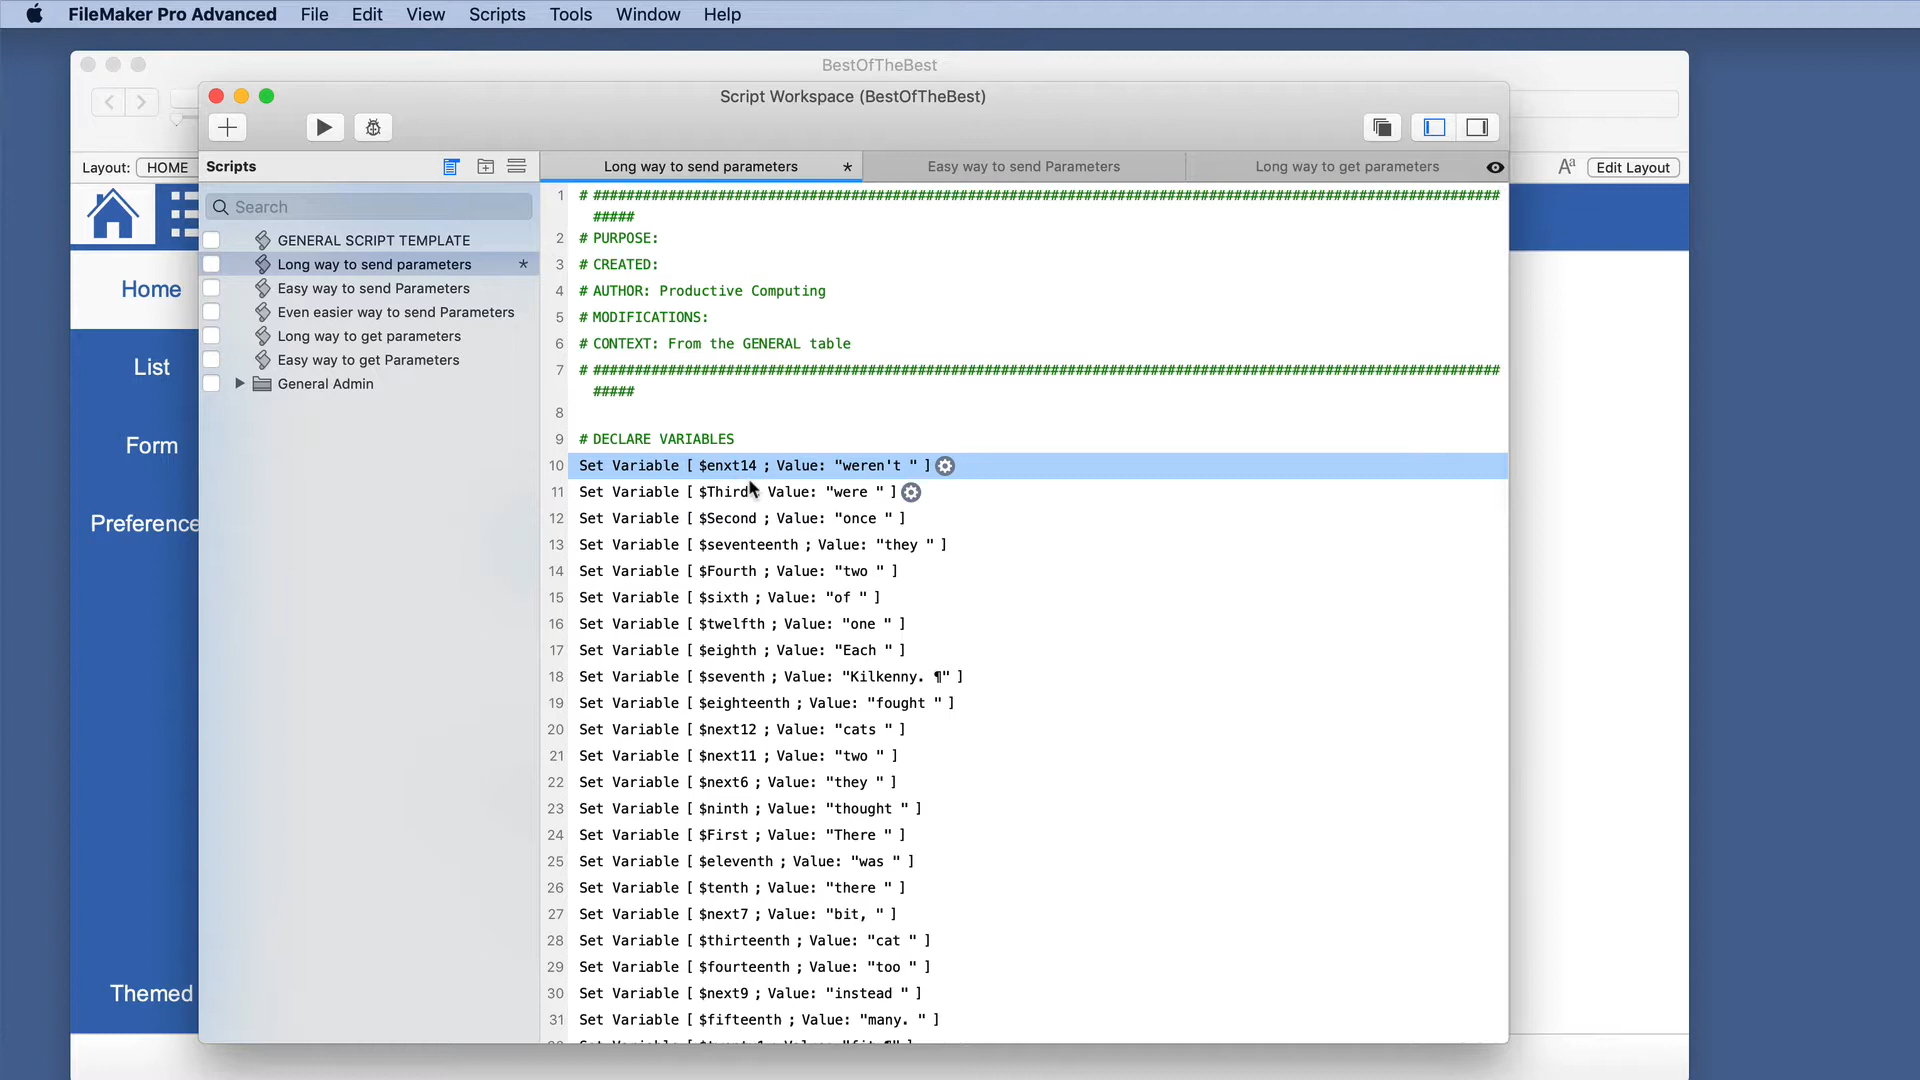 FileMaker Pro Advanced File Edit View Scripts Tools Window Help
BestOfTheBest
Script Workspace (BestOfTheBest)
Layout: HOME
Aa Edit Layout
Scripts
Long way to send parameters *
Easy way to send Parameters
Long way to get parameters
Search
GENERAL SCRIPT TEMPLATE
Long way to send parameters *
Easy way to send Parameters
Even easier way to send Parameters
Long way to get parameters
Easy way to get Parameters
General Admin
Home
List
Form
Preference
Themed
1 # ##############################################################################################################
#####
2 # PURPOSE:
3 # CREATED:
4 # AUTHOR: Productive Computing
5 # MODIFICATIONS:
6 # CONTEXT: From the GENERAL table
7 # ##############################################################################################################
#####
8
9 # DECLARE VARIABLES
10 Set Variable [ $enxt14 ; Value: "weren't " ]
11 Set Variable [ $Third Value: "were " ]
12 Set Variable [ $Second ; Value: "once " ]
13 Set Variable [ $seventeenth ; Value: "they " ]
14 Set Variable [ $Fourth ; Value: "two " ]
15 Set Variable [ $sixth ; Value: "of " ]
16 Set Variable [ $twelfth ; Value: "one " ]
17 Set Variable [ $eighth ; Value: "Each " ]
18 Set Variable [ $seventh ; Value: "Kilkenny. ¶" ]
19 Set Variable [ $eighteenth ; Value: "fought " ]
20 Set Variable [ $next12 ; Value: "cats " ]
21 Set Variable [ $next11 ; Value: "two " ]
22 Set Variable [ $next6 ; Value: "they " ]
23 Set Variable [ $ninth ; Value: "thought " ]
24 Set Variable [ $First ; Value: "There " ]
25 Set Variable [ $eleventh ; Value: "was " ]
26 Set Variable [ $tenth ; Value: "there " ]
27 Set Variable [ $next7 ; Value: "bit, " ]
28 Set Variable [ $thirteenth ; Value: "cat " ]
29 Set Variable [ $fourteenth ; Value: "too " ]
30 Set Variable [ $next9 ; Value: "instead " ]
31 Set Variable [ $fifteenth ; Value: "many. " ]